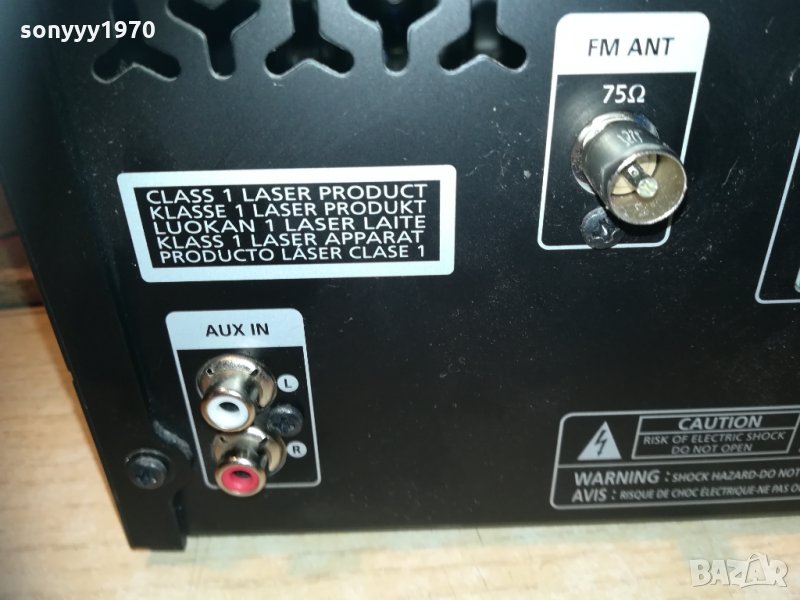 sonyyy1970
FM ANT
75Ω
CLASS 1 LASER PRODUCT
KLASSE 1 LASER PRODUKT
LUOKAN 1 LASER LAITE
KLASS 1 LASER APPARAT
PRODUCTO LÁSER CLASE 1
AUX IN
L
R
CAUTION
RISK OF ELECTRIC SHOCK
DO NOT OPEN
WARNING : SHOCK HAZARD-DO NOT
AVIS : RISQUE DE CHOC ÉLECTRIQUE-NE PAS
BAZAR